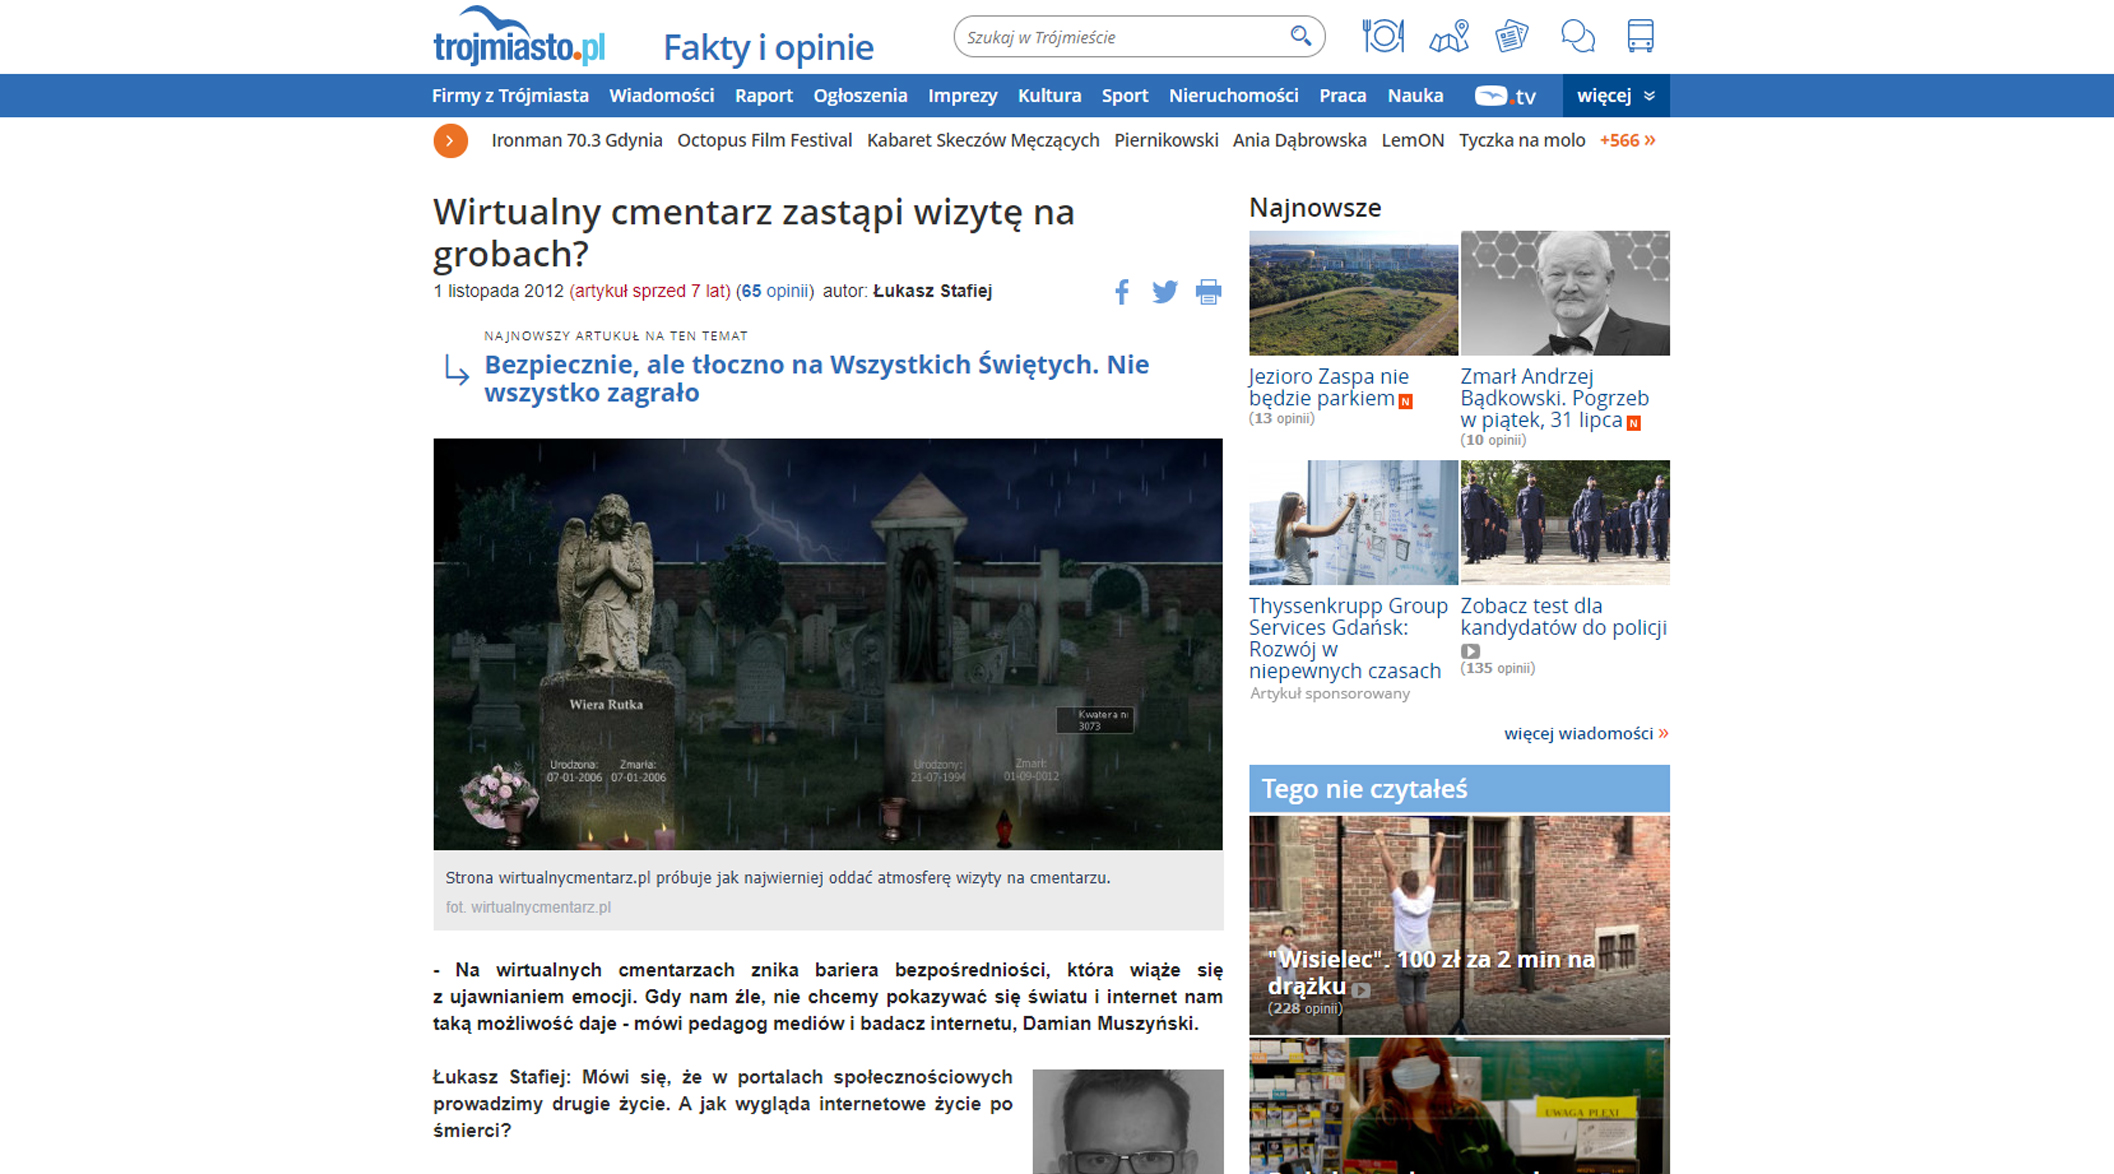 trojmiasto.pl
Fakty i opinie
Szukaj w Trójmieście
Firmy z Trójmiasta Wiadomości Raport Ogłoszenia Imprezy Kultura Sport Nieruchomości Praca Nauka .tv więcej
Ironman 70.3 Gdynia Octopus Film Festival Kabaret Skeczów Męczących Piernikowski Ania Dąbrowska LemON Tyczka na molo +566 »
Wirtualny cmentarz zastąpi wizytę na
grobach?
1 listopada 2012 (artykuł sprzed 7 lat) (65 opinii) autor: Łukasz Stafiej
NAJNOWSZY ARTUKUŁ NA TEN TEMAT
Bezpiecznie, ale tłoczno na Wszystkich Świętych. Nie
wszystko zagrało
Wiera Rutka
Urodzona: Zmarła:
07-01-2006 07-01-2006
Kwatera nr
3073
Urodzony: Zmarł:
21-07-1994 01-09-0012
Strona wirtualnycmentarz.pl próbuje jak najwierniej oddać atmosferę wizyty na cmentarzu.
fot. wirtualnycmentarz.pl
- Na wirtualnych cmentarzach znika bariera bezpośredniości, która wiąże się
z ujawnianiem emocji. Gdy nam źle, nie chcemy pokazywać się światu i internet nam
taką możliwość daje - mówi pedagog mediów i badacz internetu, Damian Muszyński.
Łukasz Stafiej: Mówi się, że w portalach społecznościowych
prowadzimy drugie życie. A jak wygląda internetowe życie po
śmierci?
Najnowsze
Jezioro Zaspa nie
będzie parkiem N
(13 opinii)
Zmarł Andrzej
Bądkowski. Pogrzeb
w piątek, 31 lipca N
(10 opinii)
Thyssenkrupp Group
Services Gdańsk:
Rozwój w
niepewnych czasach
Artykuł sponsorowany
Zobacz test dla
kandydatów do policji
(135 opinii)
więcej wiadomości »
Tego nie czytałeś
"Wisielec". 100 zł za 2 min na
drążku
(228 opinii)
UWAGA PLEXI